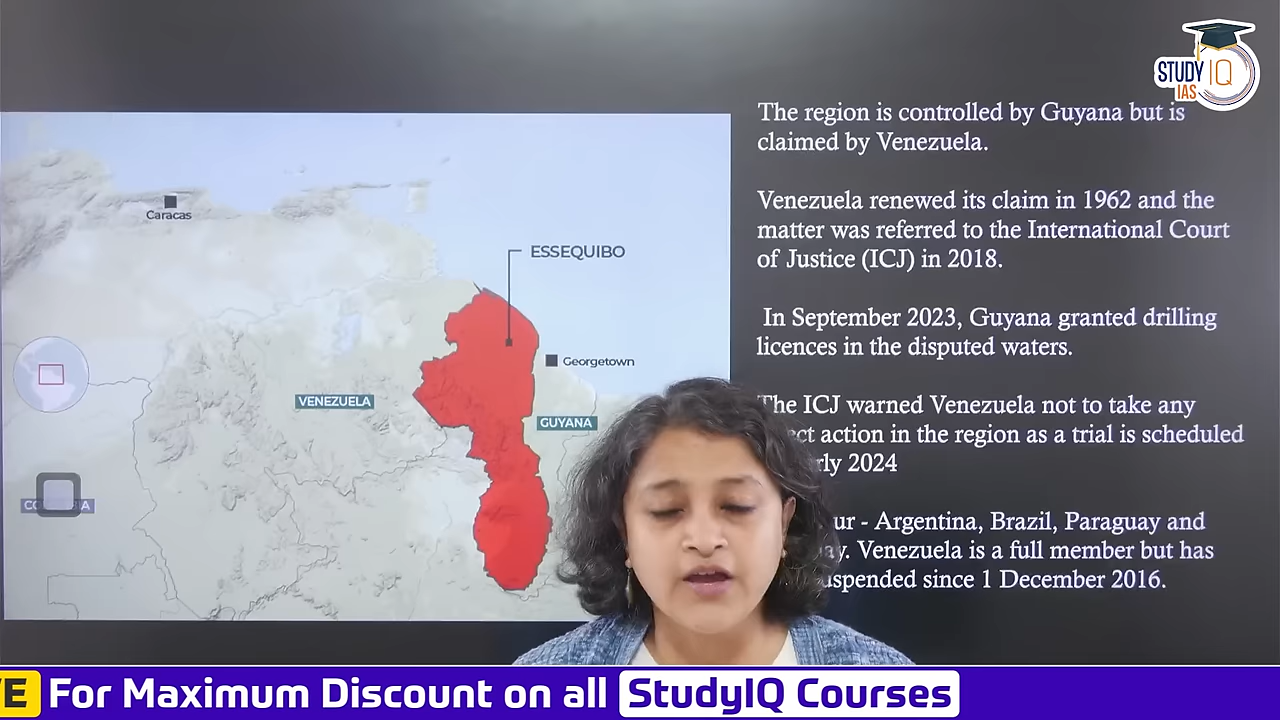 STUDY IQ
IAS
The region is controlled by Guyana but is
claimed by Venezuela.
Venezuela renewed its claim in 1962 and the
matter was referred to the International Court
of Justice (ICJ) in 2018.
In September 2023, Guyana granted drilling
licences in the disputed waters.
The ICJ warned Venezuela not to take any
action in the region as a trial is scheduled
2024
- Argentina, Brazil, Paraguay and
Venezuela is a full member but has
since 1 December 2016.
Caracas
ESSEQUIBO
Georgetown
VENEZUELA
GUYANA
For Maximum Discount on all StudyIQ Courses